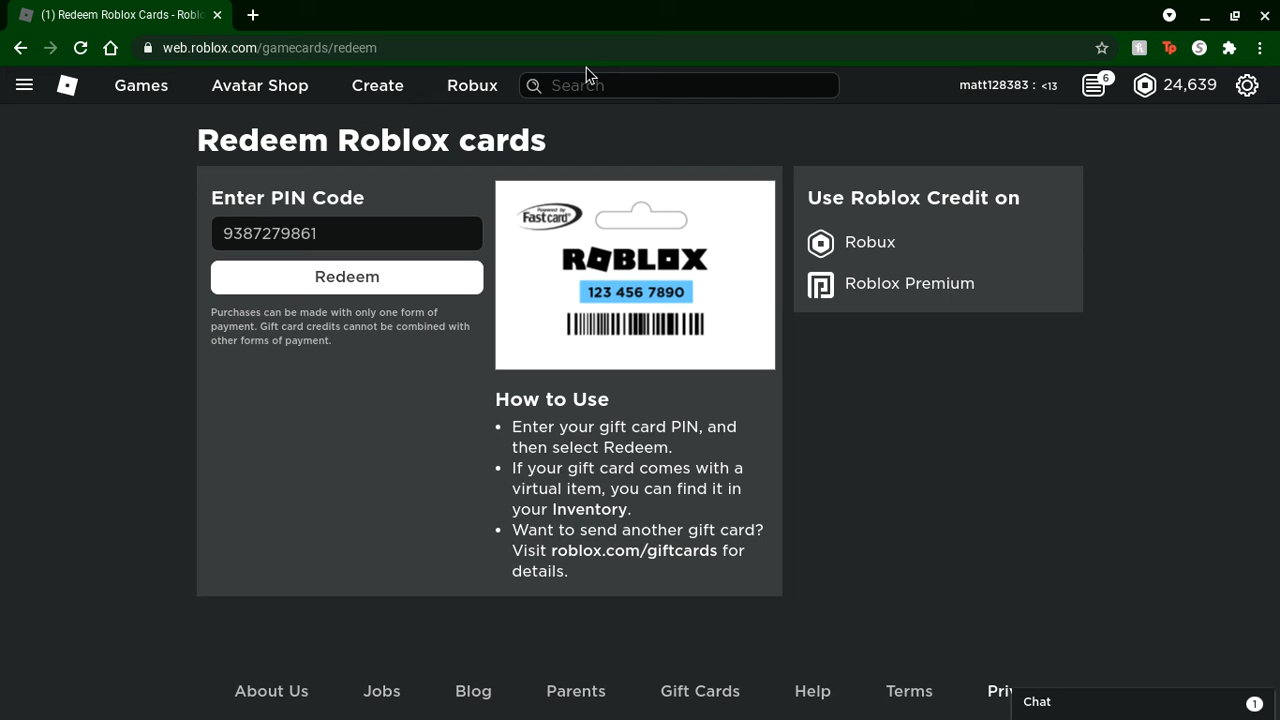 (1) Redeem Roblox Cards - Roblo
web.roblox.com/gamecards/redeem
Tp
S
Games
Avatar Shop
Create
Robux
Search
matt128383 : <13
6
24,639
Redeem Roblox cards
Enter PIN Code
9387279861
Redeem
Purchases can be made with only one form of
payment. Gift card credits cannot be combined with
other forms of payment.
Powered by
Fastcard™
ROBLOX
123 456 7890
How to Use
• Enter your gift card PIN, and
then select Redeem.
• If your gift card comes with a
virtual item, you can find it in
your Inventory.
• Want to send another gift card?
Visit roblox.com/giftcards for
details.
Use Roblox Credit on
Robux
Roblox Premium
About Us
Jobs
Blog
Parents
Gift Cards
Help
Terms
Pri
Chat
1